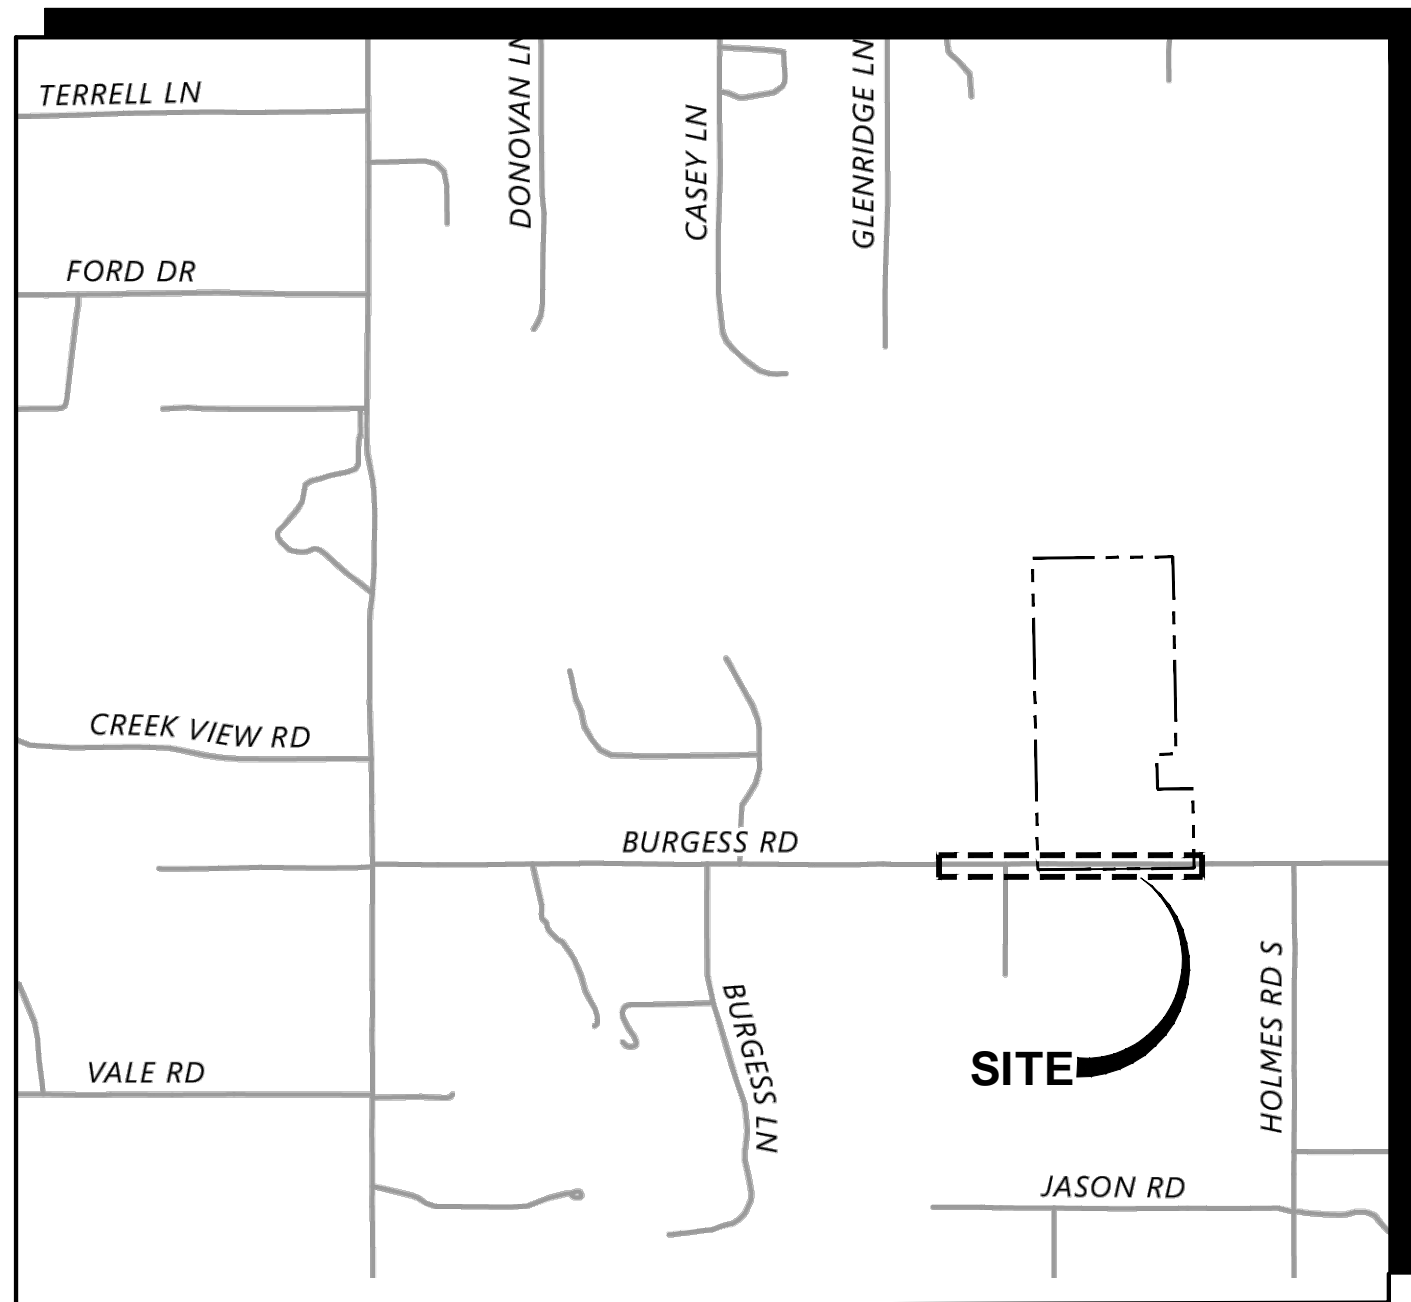 TERRELL LN
DONOVAN LN
CASEY LN
GLENRIDGE LN
FORD DR
CREEK VIEW RD
BURGESS RD
BURGESS LN
HOLMES RD S
SITE
VALE RD
JASON RD